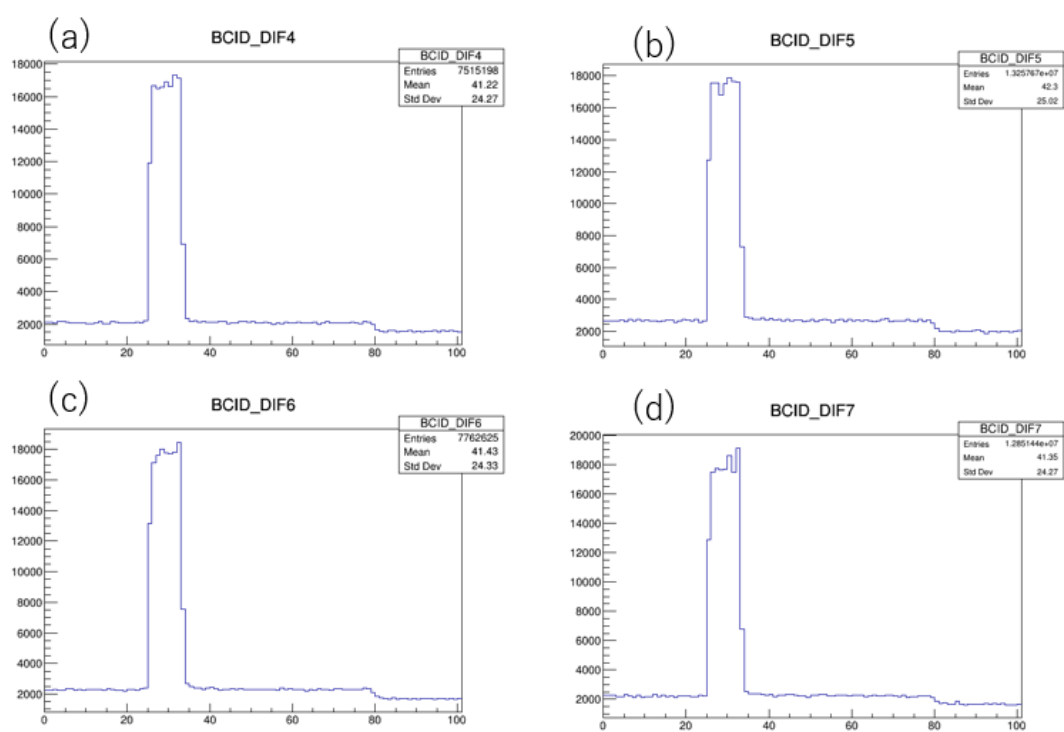 (a)
BCID_DIF4
BCID_DIF4
Entries 7515198
Mean 41.22
Std Dev 24.27
18000
16000
14000
12000
10000
8000
6000
4000
2000
0 20 40 60 80 100
(b)
BCID_DIF5
BCID_DIF5
Entries 1.325767e+07
Mean 42.3
Std Dev 25.02
18000
16000
14000
12000
10000
8000
6000
4000
2000
0 20 40 60 80 100
(c)
BCID_DIF6
BCID_DIF6
Entries 7762625
Mean 41.43
Std Dev 24.33
18000
16000
14000
12000
10000
8000
6000
4000
2000
0 20 40 60 80 100
(d)
BCID_DIF7
BCID_DIF7
Entries 1.285144e+07
Mean 41.35
Std Dev 24.27
20000
18000
16000
14000
12000
10000
8000
6000
4000
2000
0 20 40 60 80 100